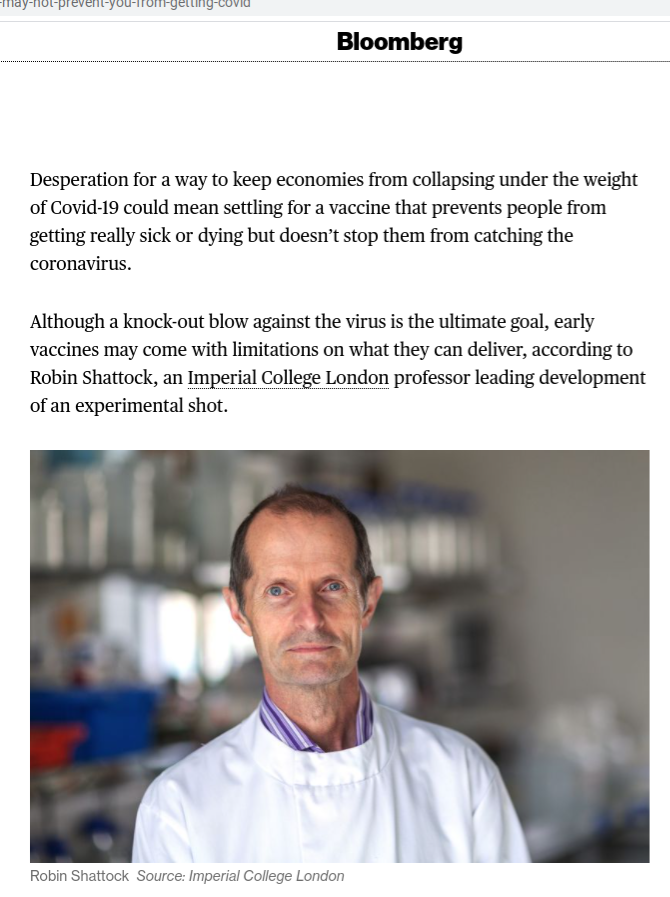 -may-not-prevent-you-from-getting-covid
Bloomberg
Desperation for a way to keep economies from collapsing under the weight
of Covid-19 could mean settling for a vaccine that prevents people from
getting really sick or dying but doesn’t stop them from catching the
coronavirus.
Although a knock-out blow against the virus is the ultimate goal, early
vaccines may come with limitations on what they can deliver, according to
Robin Shattock, an Imperial College London professor leading development
of an experimental shot.
Robin Shattock Source: Imperial College London